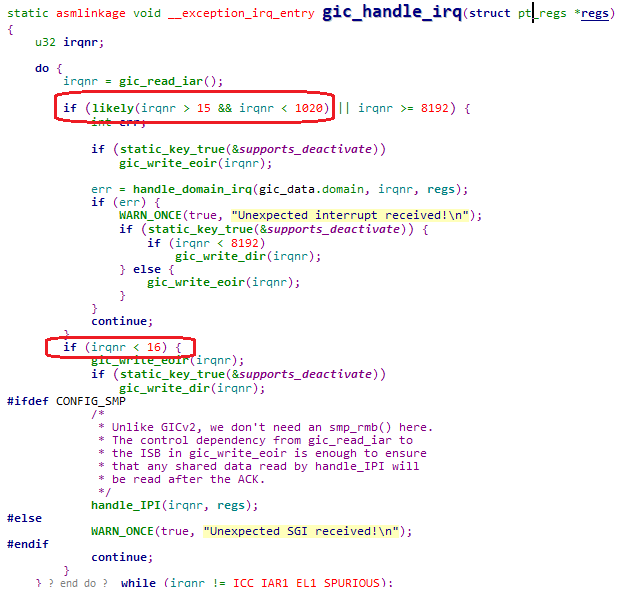 static asmlinkage void __exception_irq_entry gic_handle_irq(struct pt_regs *regs)
{
    u32 irqnr;

    do {
        irqnr = gic_read_iar();

        if (likely(irqnr > 15 && irqnr < 1020) || irqnr >= 8192) {
            int err;

            if (static_key_true(&supports_deactivate))
                gic_write_eoir(irqnr);

            err = handle_domain_irq(gic_data.domain, irqnr, regs);
            if (err) {
                WARN_ONCE(true, "Unexpected interrupt received!\n");
                if (static_key_true(&supports_deactivate)) {
                    if (irqnr < 8192)
                        gic_write_dir(irqnr);
                } else {
                    gic_write_eoir(irqnr);
                }
            }
            continue;
        }
        if (irqnr < 16) {
            gic_write_eoir(irqnr);
            if (static_key_true(&supports_deactivate))
                gic_write_dir(irqnr);
#ifdef CONFIG_SMP
            /*
             * Unlike GICv2, we don't need an smp_rmb() here.
             * The control dependency from gic_read_iar to
             * the ISB in gic_write_eoir is enough to ensure
             * that any shared data read by handle_IPI will
             * be read after the ACK.
             */
            handle_IPI(irqnr, regs);
#else
            WARN_ONCE(true, "Unexpected SGI received!\n");
#endif
            continue;
        }
    } ? end do ?  while (irqnr != ICC_IAR1_EL1_SPURIOUS);